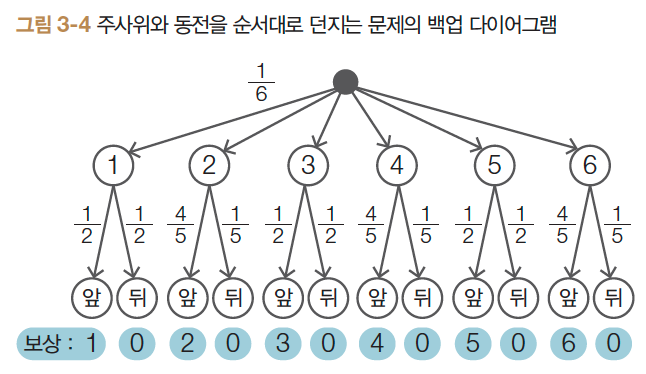 그림 3-4 주사위와 동전을 순서대로 던지는 문제의 백업 다이어그램
1/6
1 2 3 4 5 6
1/2 1/2 4/5 1/5 1/2 1/2 4/5 1/5 1/2 1/2 4/5 1/5
앞 뒤 앞 뒤 앞 뒤 앞 뒤 앞 뒤 앞 뒤
보상 : 1 0 2 0 3 0 4 0 5 0 6 0